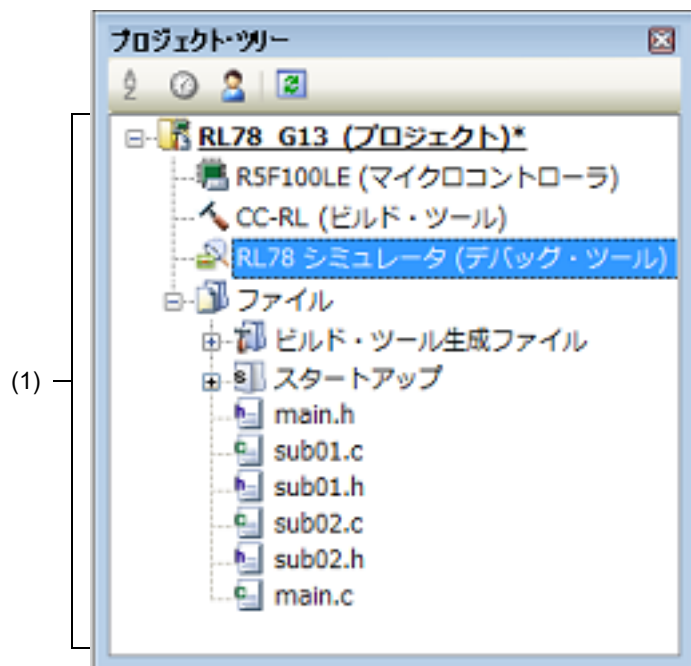 プロジェクト・ツリー
RL78_G13 (プロジェクト)*
R5F100LE (マイクロコントローラ)
CC-RL (ビルド・ツール)
RL78 シミュレータ (デバッグ・ツール)
ファイル
ビルド・ツール生成ファイル
スタートアップ
(1)
main.h
sub01.c
sub01.h
sub02.c
sub02.h
main.c